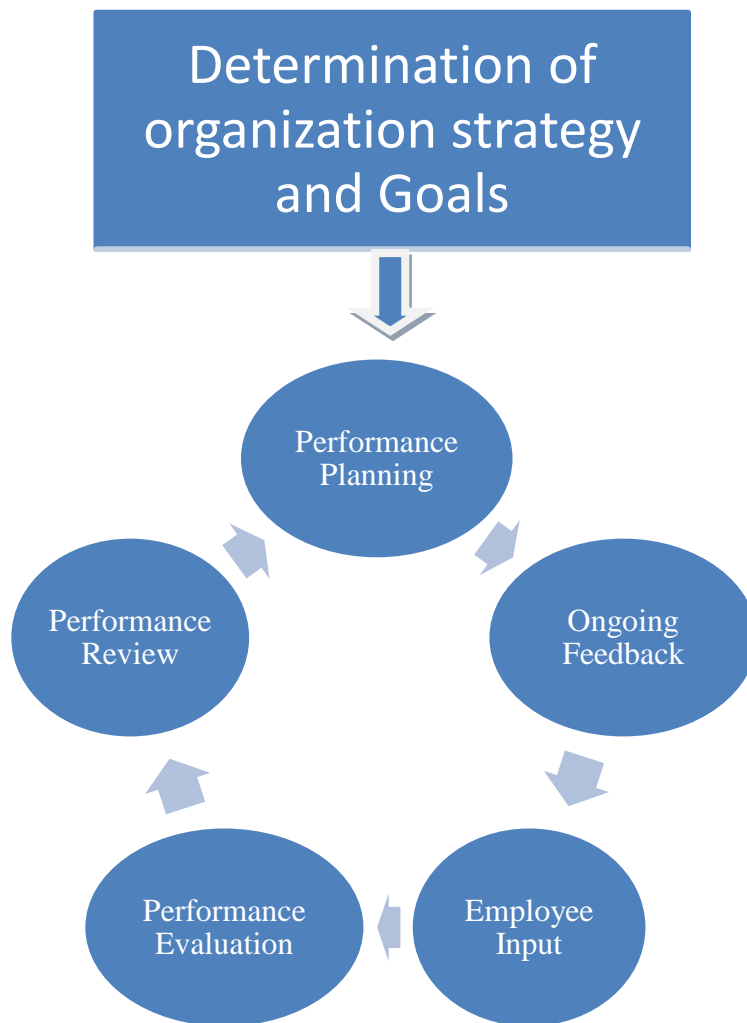 Determination of
organization strategy
and Goals
Performance
Planning
Ongoing
Feedback
Employee
Input
Performance
Evaluation
Performance
Review